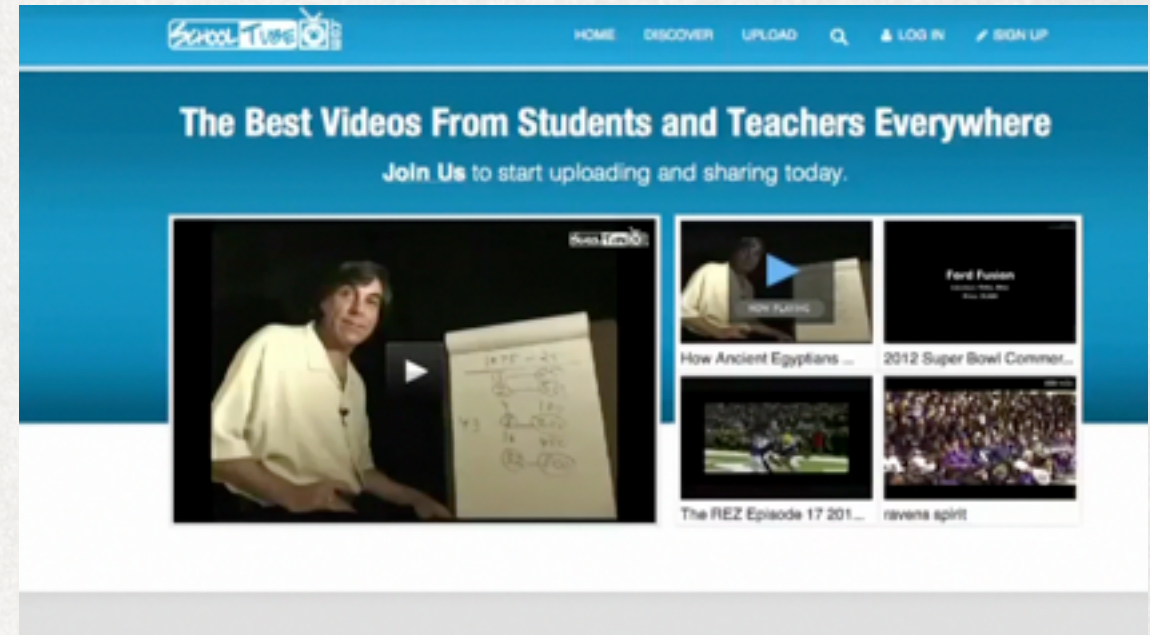 SCHOOL TUBE
HOME DISCOVER UPLOAD LOG IN SIGN UP
The Best Videos From Students and Teachers Everywhere
Join Us to start uploading and sharing today.
NOW PLAYING
Ford Fusion
How Ancient Egyptians ...
2012 Super Bowl Commer...
The REZ Episode 17 201...
ravens spirit